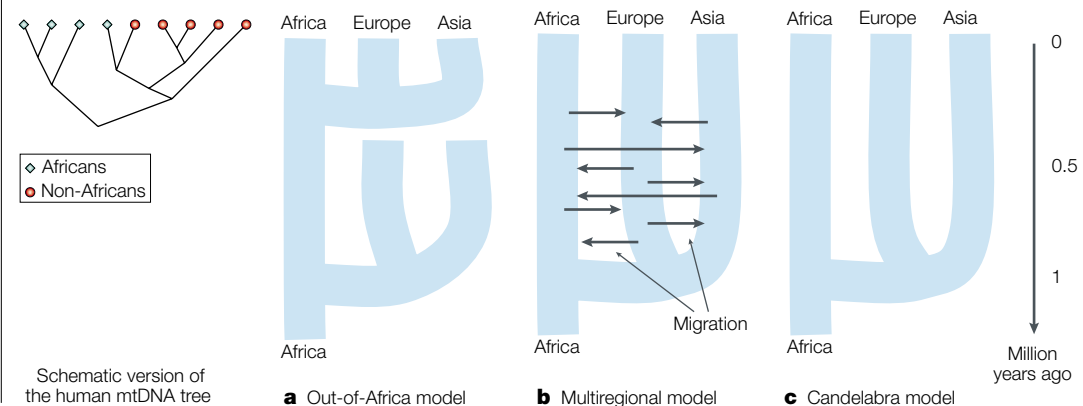 Africans
Non-Africans
Schematic version of
the human mtDNA tree
Africa Europe Asia
Africa
a Out-of-Africa model
Africa Europe Asia
Migration
Africa
b Multiregional model
Africa Europe Asia
Africa
c Candelabra model
0
0.5
1
Million
years ago